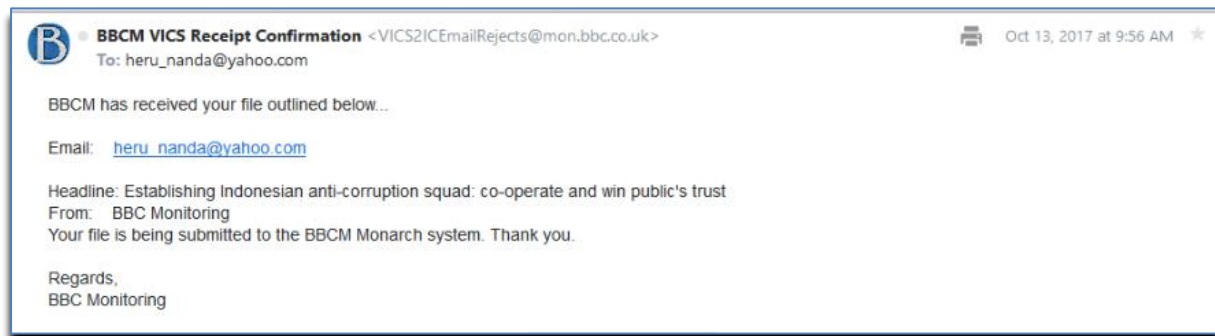 B
BBCM VICS Receipt Confirmation <VICS2ICEmailRejects@mon.bbc.co.uk>
Oct 13, 2017 at 9:56 AM
To: heru_nanda@yahoo.com
BBCM has received your file outlined below...
Email: heru_nanda@yahoo.com
Headline: Establishing Indonesian anti-corruption squad: co-operate and win public's trust
From: BBC Monitoring
Your file is being submitted to the BBCM Monarch system. Thank you.
Regards,
BBC Monitoring